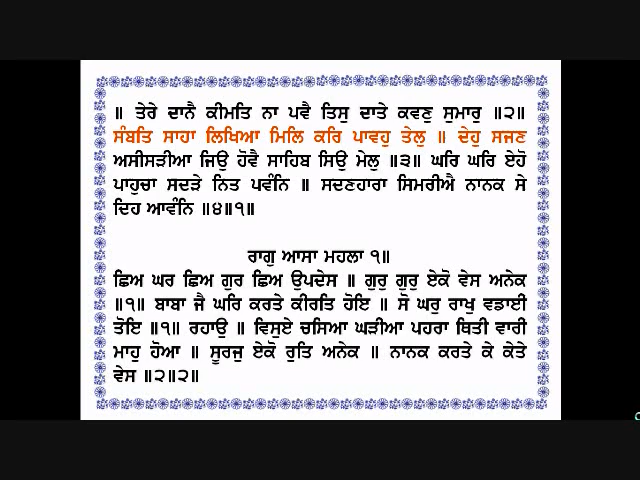 ॥ ਤੇਰੇ ਦਾਨੈ ਕੀਮਤਿ ਨਾ ਪਵੈ ਤਿਸੁ ਦਾਤੇ ਕਵਣੁ ਸੁਮਾਰੁ ॥੨॥
ਸੰਬਤਿ ਸਾਹਾ ਲਿਖਿਆ ਮਿਲਿ ਕਰਿ ਪਾਵਹੁ ਤੇਲੁ ॥ ਦੇਹੁ ਸਜਣ
ਅਸੀਸੜੀਆ ਜਿਉ ਹੋਵੈ ਸਾਹਿਬ ਸਿਉ ਮੇਲੁ ॥੩॥ ਘਰਿ ਘਰਿ ਏਹੋ
ਪਾਹੁਚਾ ਸਦੜੇ ਨਿਤ ਪਵੰਨਿ ॥ ਸਦਣਹਾਰਾ ਸਿਮਰੀਐ ਨਾਨਕ ਸੇ
ਦਿਹ ਆਵੰਨਿ ॥੪॥੧॥
ਰਾਗੁ ਆਸਾ ਮਹਲਾ ੧॥
ਛਿਅ ਘਰ ਛਿਅ ਗੁਰ ਛਿਅ ਉਪਦੇਸ ॥ ਗੁਰੁ ਗੁਰੁ ਏਕੋ ਵੇਸ ਅਨੇਕ
॥੧॥ ਬਾਬਾ ਜੈ ਘਰਿ ਕਰਤੇ ਕੀਰਤਿ ਹੋਇ ॥ ਸੋ ਘਰੁ ਰਾਖੁ ਵਡਾਈ
ਤੋਇ ॥੧॥ ਰਹਾਉ ॥ ਵਿਸੁਏ ਚਸਿਆ ਘੜੀਆ ਪਹਰਾ ਥਿਤੀ ਵਾਰੀ
ਮਾਹੁ ਹੋਆ ॥ ਸੂਰਜੁ ਏਕੋ ਰੁਤਿ ਅਨੇਕ ॥ ਨਾਨਕ ਕਰਤੇ ਕੇ ਕੇਤੇ
ਵੇਸ ॥੨॥੨॥